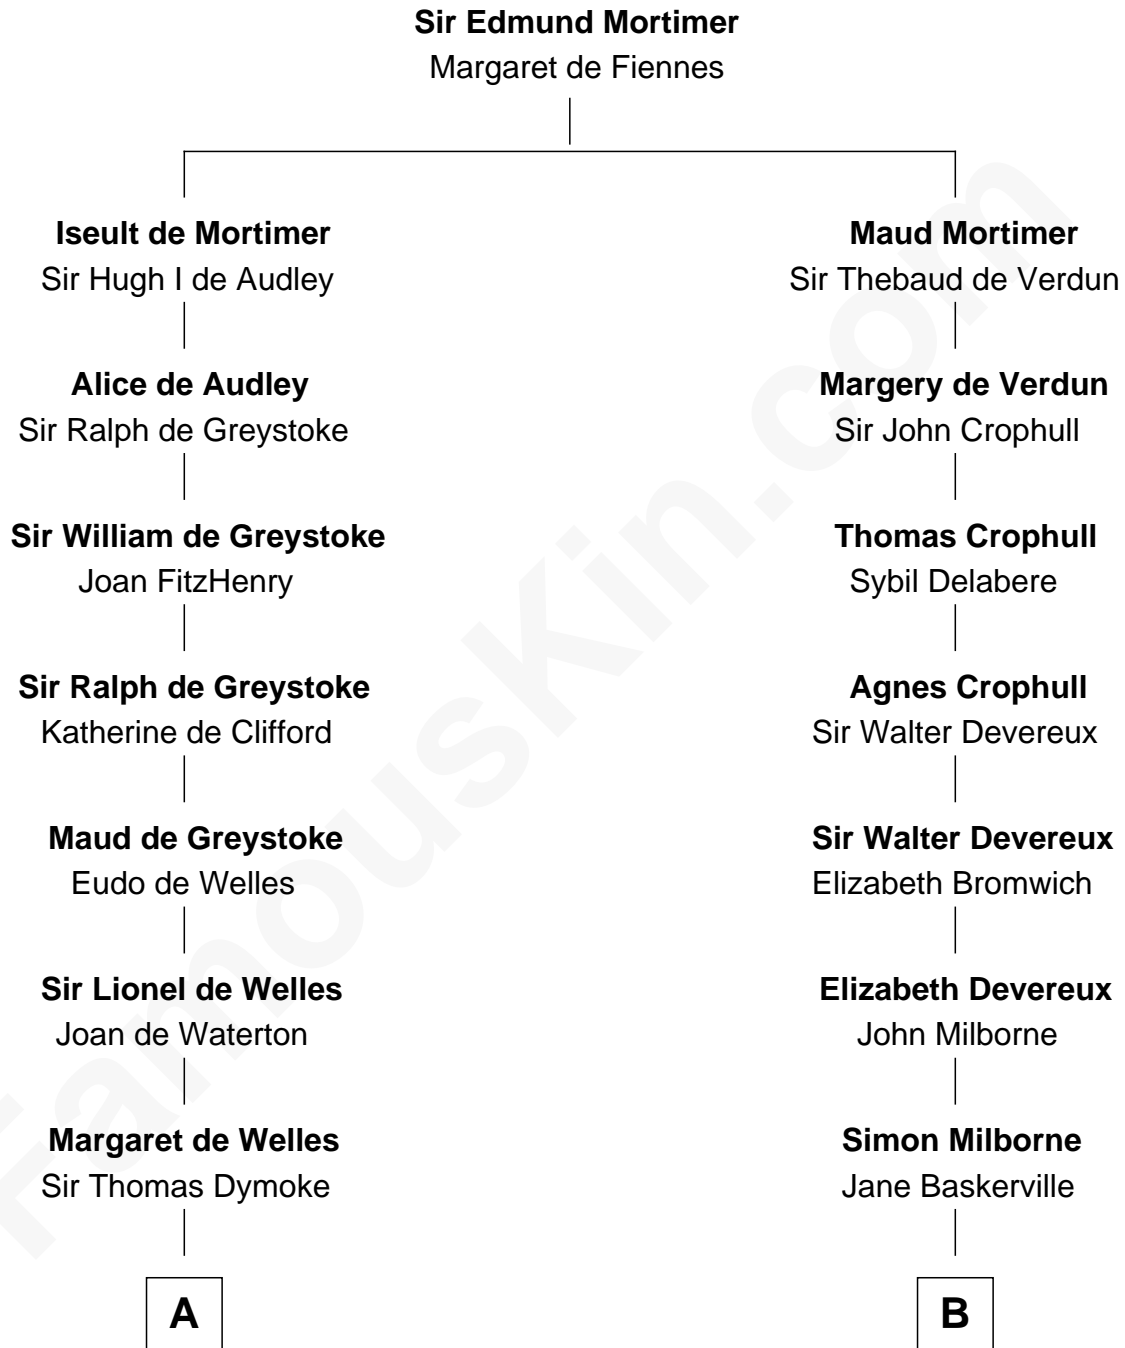 Sir Edmund Mortimer
Margaret de Fiennes
Iseult de Mortimer
Sir Hugh I de Audley
Maud Mortimer
Sir Thebaud de Verdun
Alice de Audley
Sir Ralph de Greystoke
Margery de Verdun
Sir John Crophull
Sir William de Greystoke
Joan FitzHenry
Thomas Crophull
Sybil Delabere
Sir Ralph de Greystoke
Katherine de Clifford
Agnes Crophull
Sir Walter Devereux
Maud de Greystoke
Eudo de Welles
Sir Walter Devereux
Elizabeth Bromwich
Sir Lionel de Welles
Joan de Waterton
Elizabeth Devereux
John Milborne
Margaret de Welles
Sir Thomas Dymoke
Simon Milborne
Jane Baskerville
A
B
FamousKin.com